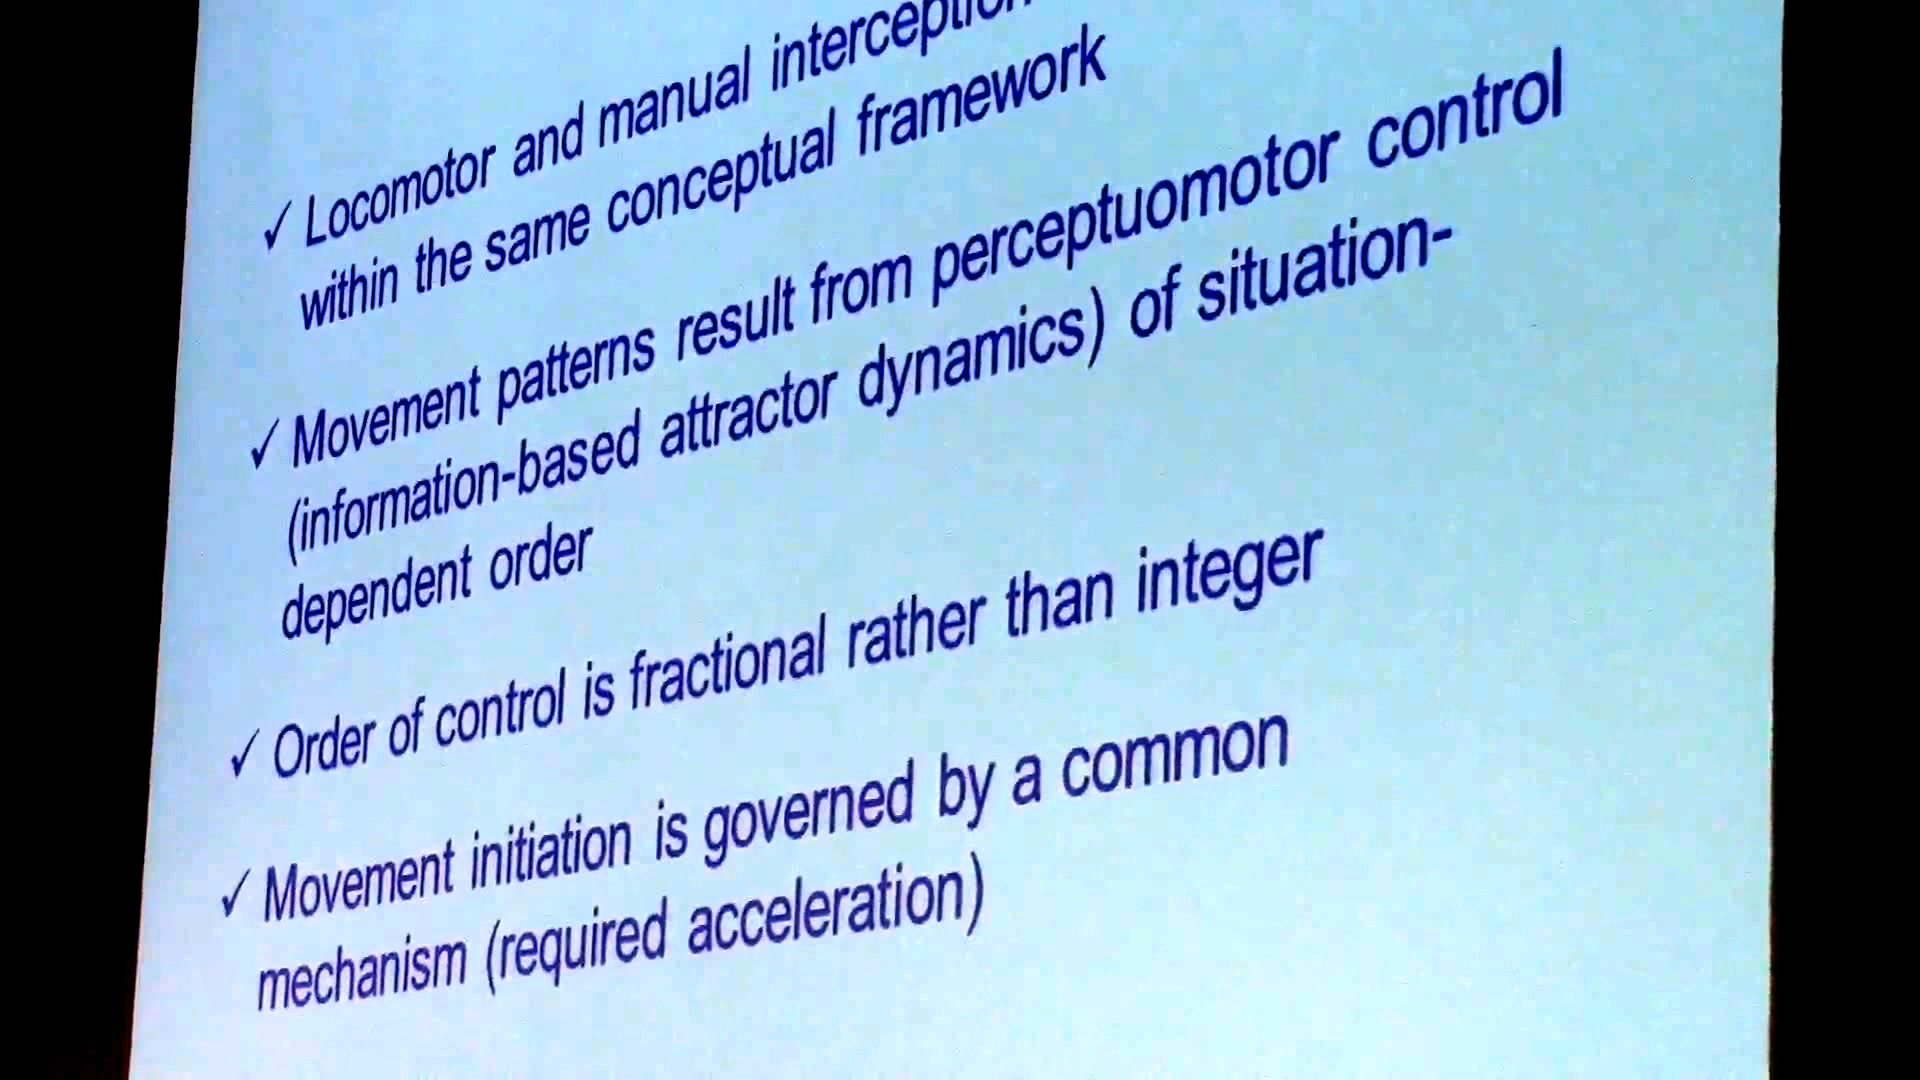 ✓ Locomotor and manual interception
within the same conceptual framework
✓ Movement patterns result from perceptuomotor control
(information-based attractor dynamics) of situation-
dependent order
✓ Order of control is fractional rather than integer
✓ Movement initiation is governed by a common
mechanism (required acceleration)